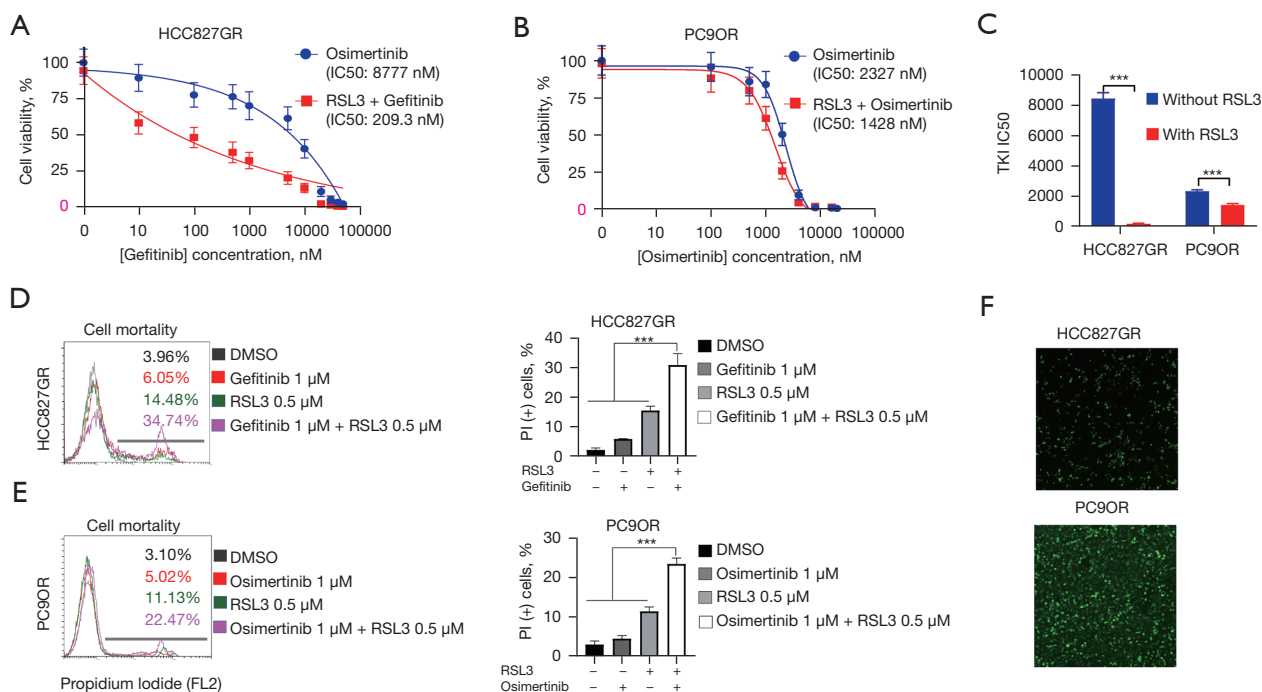 A
HCC827GR
Cell viability, %
100
75
50
25
0
0
10
100
1000
10000
100000
[Gefitinib] concentration, nM
Osimertinib
(IC50: 8777 nM)
RSL3 + Gefitinib
(IC50: 209.3 nM)
B
PC9OR
Cell viability, %
100
75
50
25
0
0
10
100
1000
10000
100000
[Osimertinib] concentration, nM
Osimertinib
(IC50: 2327 nM)
RSL3 + Osimertinib
(IC50: 1428 nM)
C
TKI IC50
10000
8000
6000
4000
2000
0
***
***
Without RSL3
With RSL3
HCC827GR
PC9OR
D
Cell mortality
HCC827GR
3.96%
6.05%
14.48%
34.74%
DMSO
Gefitinib 1 μM
RSL3 0.5 μM
Gefitinib 1 μM + RSL3 0.5 μM
HCC827GR
PI (+) cells, %
40
30
20
10
0
***
DMSO
Gefitinib 1 μM
RSL3 0.5 μM
Gefitinib 1 μM + RSL3 0.5 μM
RSL3 – – + +
Gefitinib – + – +
E
Cell mortality
PC9OR
3.10%
5.02%
11.13%
22.47%
DMSO
Osimertinib 1 μM
RSL3 0.5 μM
Osimertinib 1 μM + RSL3 0.5 μM
Propidium Iodide (FL2)
PC9OR
PI (+) cells, %
30
20
10
0
***
DMSO
Osimertinib 1 μM
RSL3 0.5 μM
Osimertinib 1 μM + RSL3 0.5 μM
RSL3 – – + +
Osimertinib – + – +
F
HCC827GR
PC9OR